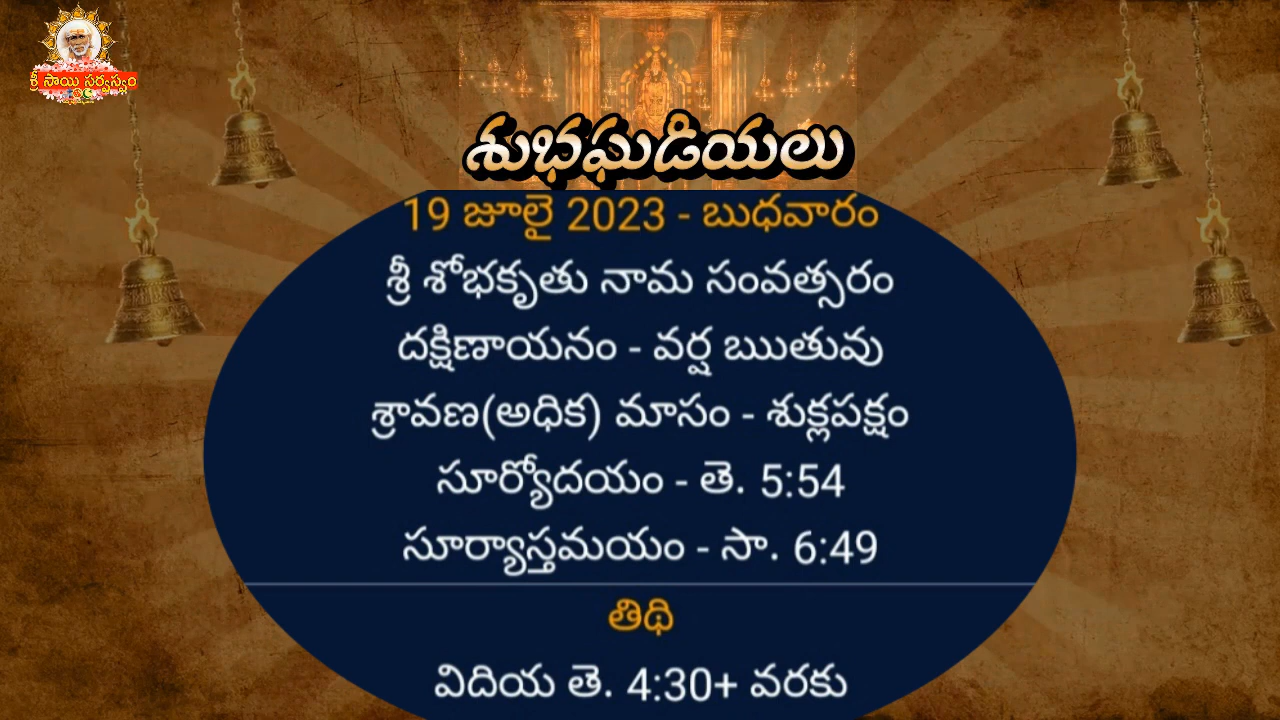 శ్రీ సాయి సర్వస్వం
శుభఘడియలు
19 జూలై 2023 - బుధవారం
శ్రీ శోభకృతు నామ సంవత్సరం
దక్షిణాయనం - వర్ష ఋతువు
శ్రావణ(అధిక) మాసం - శుక్లపక్షం
సూర్యోదయం - తె. 5:54
సూర్యాస్తమయం - సా. 6:49
తిథి
విదియ తె. 4:30+ వరకు